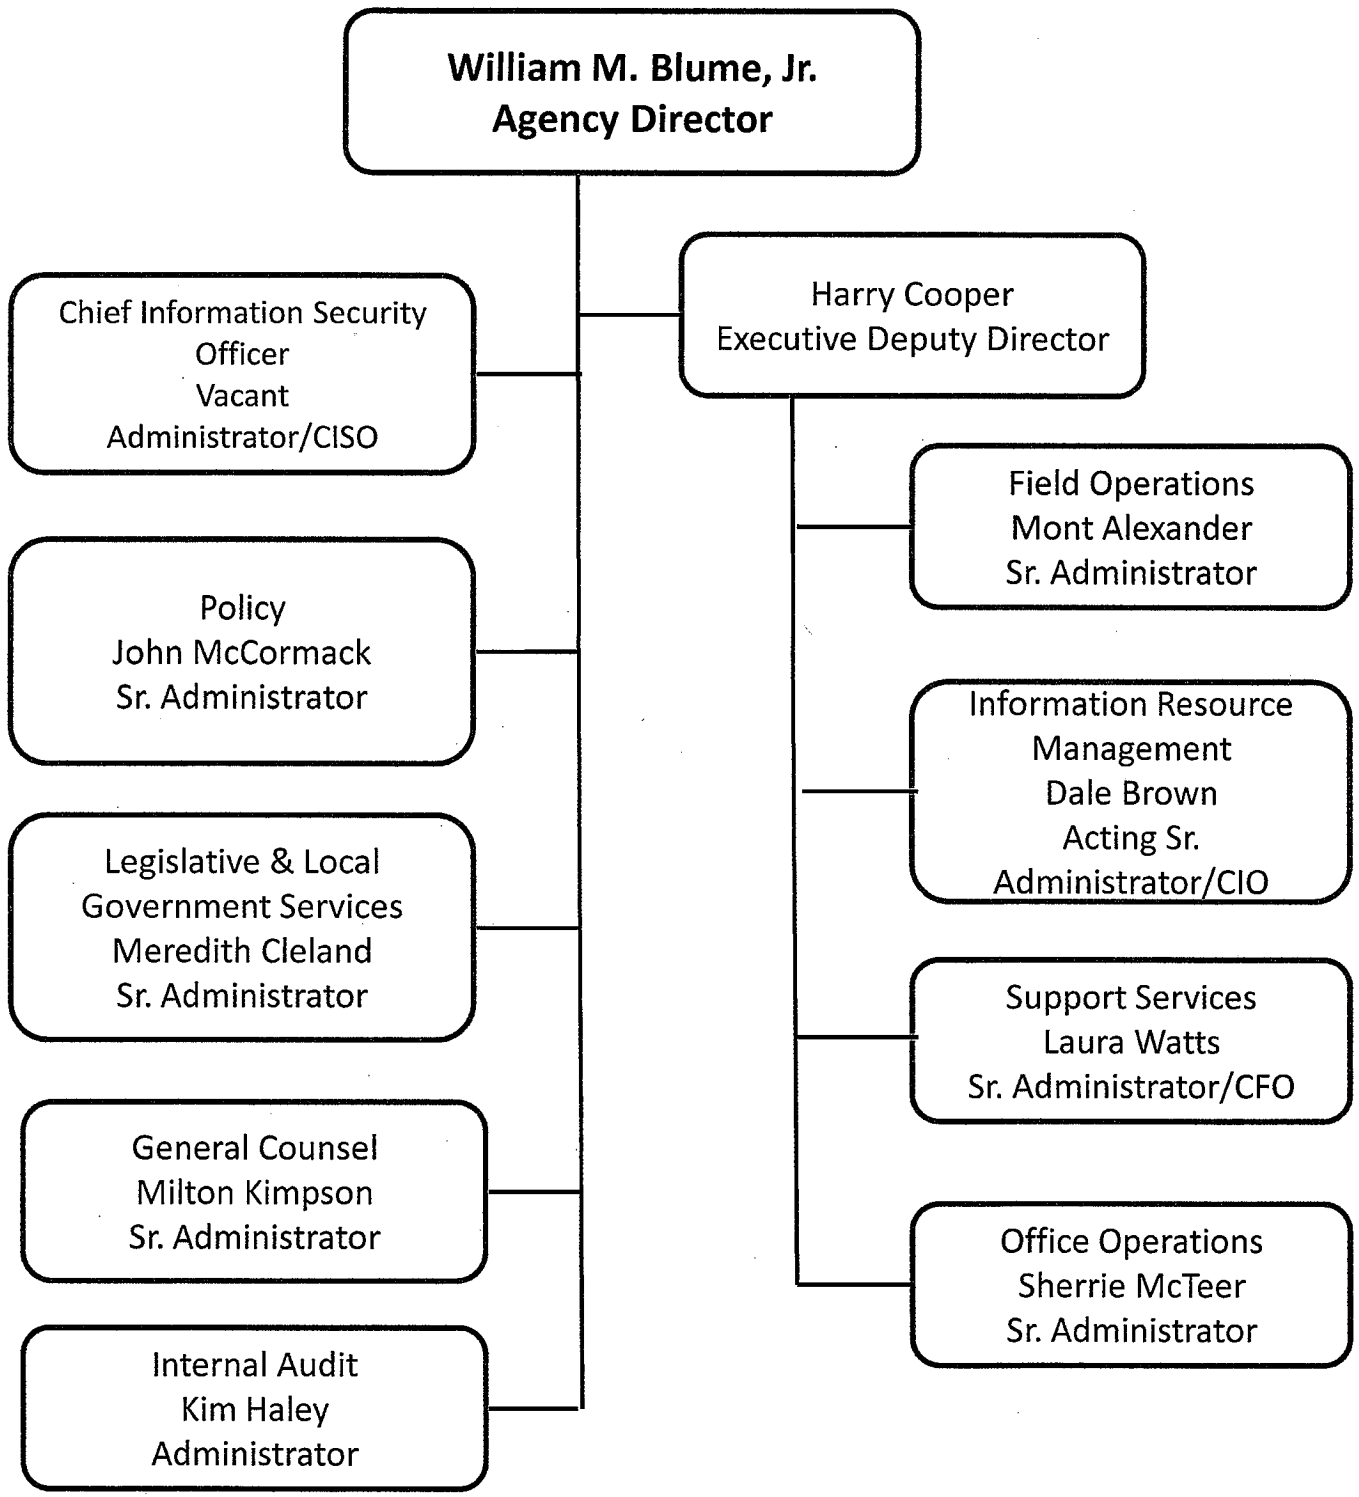 William M. Blume, Jr.
Agency Director
Harry Cooper
Executive Deputy Director
Chief Information Security
Officer
Vacant
Administrator/CISO
Policy
John McCormack
Sr. Administrator
Legislative & Local
Government Services
Meredith Cleland
Sr. Administrator
General Counsel
Milton Kimpson
Sr. Administrator
Internal Audit
Kim Haley
Administrator
Field Operations
Mont Alexander
Sr. Administrator
Information Resource
Management
Dale Brown
Acting Sr.
Administrator/CIO
Support Services
Laura Watts
Sr. Administrator/CFO
Office Operations
Sherrie McTeer
Sr. Administrator